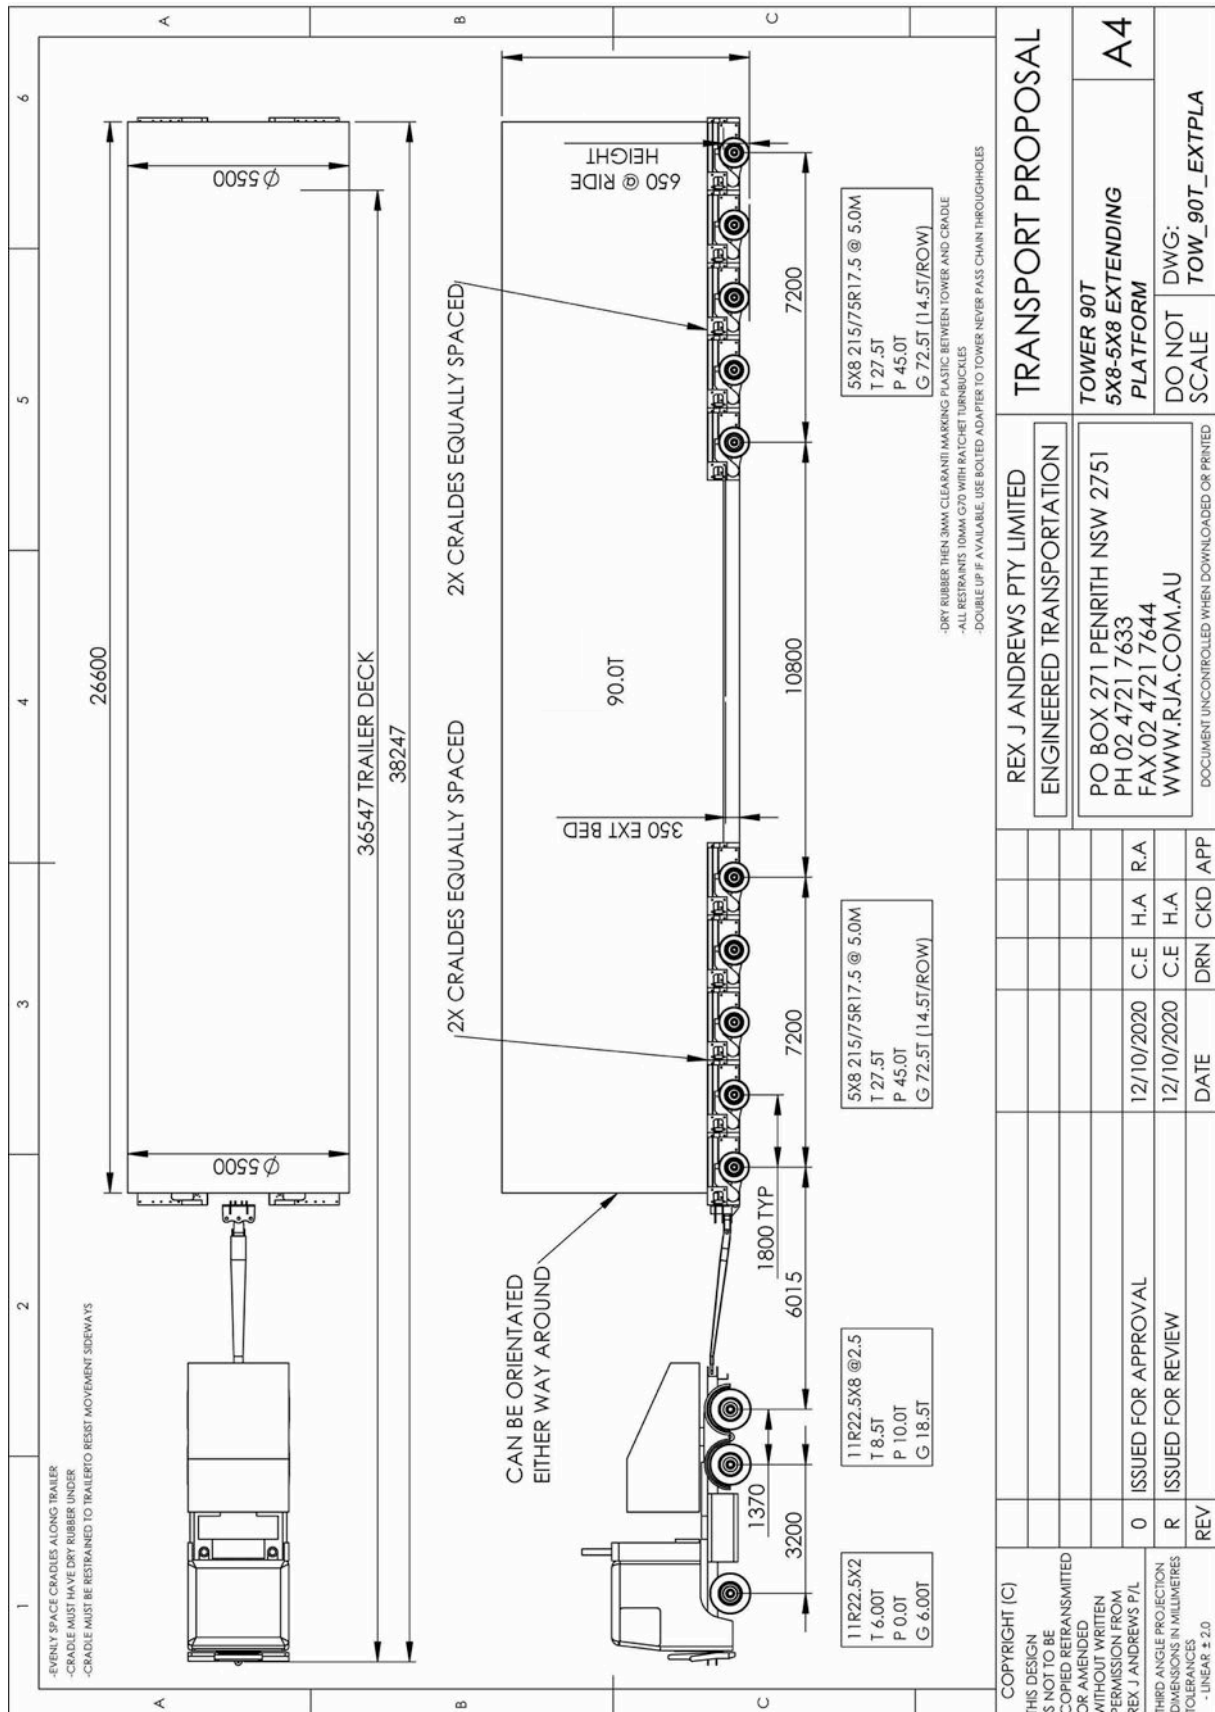 1
2
3
4
5
6
A
B
C
A
B
C
-EVENLY SPACE CRADLES ALONG TRAILER
-CRADLE MUST HAVE DRY RUBBER UNDER
-CRADLE MUST BE RESTRAINED TO TRAILERTO RESIST MOVEMENT SIDEWAYS
26600
Ø 5500
Ø 5500
36547 TRAILER DECK
38247
2X CRALDES EQUALLY SPACED
2X CRALDES EQUALLY SPACED
CAN BE ORIENTATED
EITHER WAY AROUND
90.0T
350 EXT BED
650 @ RIDE
HEIGHT
1800 TYP
1370
3200
6015
7200
10800
7200
11R22.5X2
T 6.00T
P 0.0T
G 6.00T
11R22.5X8 @2.5
T 8.5T
P 10.0T
G 18.5T
5X8 215/75R17.5 @ 5.0M
T 27.5T
P 45.0T
G 72.5T (14.5T/ROW)
5X8 215/75R17.5 @ 5.0M
T 27.5T
P 45.0T
G 72.5T (14.5T/ROW)
-DRY RUBBER THEN 3MM CLEARANTI MARKING PLASTIC BETWEEN TOWER AND CRADLE
-ALL RESTRAINTS 10MM G70 WITH RATCHET TURNBUCKLES
-DOUBLE UP IF AVAILABLE, USE BOLTED ADAPTER TO TOWER NEVER PASS CHAIN THROUGHHOLES
COPYRIGHT (C)
THIS DESIGN
IS NOT TO BE
COPIED RETRANSMITTED
OR AMENDED
WITHOUT WRITTEN
PERMISSION FROM
REX J ANDREWS P/L
THIRD ANGLE PROJECTION
DIMENSIONS IN MILLIMETRES
TOLERANCES
- LINEAR ± 2.0
0 ISSUED FOR APPROVAL 12/10/2020 C.E H.A R.A
R ISSUED FOR REVIEW 12/10/2020 C.E H.A
REV DATE DRN CKD APP
REX J ANDREWS PTY LIMITED
ENGINEERED TRANSPORTATION
PO BOX 271 PENRITH NSW 2751
PH 02 4721 7633
FAX 02 4721 7644
WWW.RJA.COM.AU
DOCUMENT UNCONTROLLED WHEN DOWNLOADED OR PRINTED
TRANSPORT PROPOSAL
TOWER 90T
5X8-5X8 EXTENDING
PLATFORM
A4
DO NOT
SCALE
DWG:
TOW_90T_EXTPLA